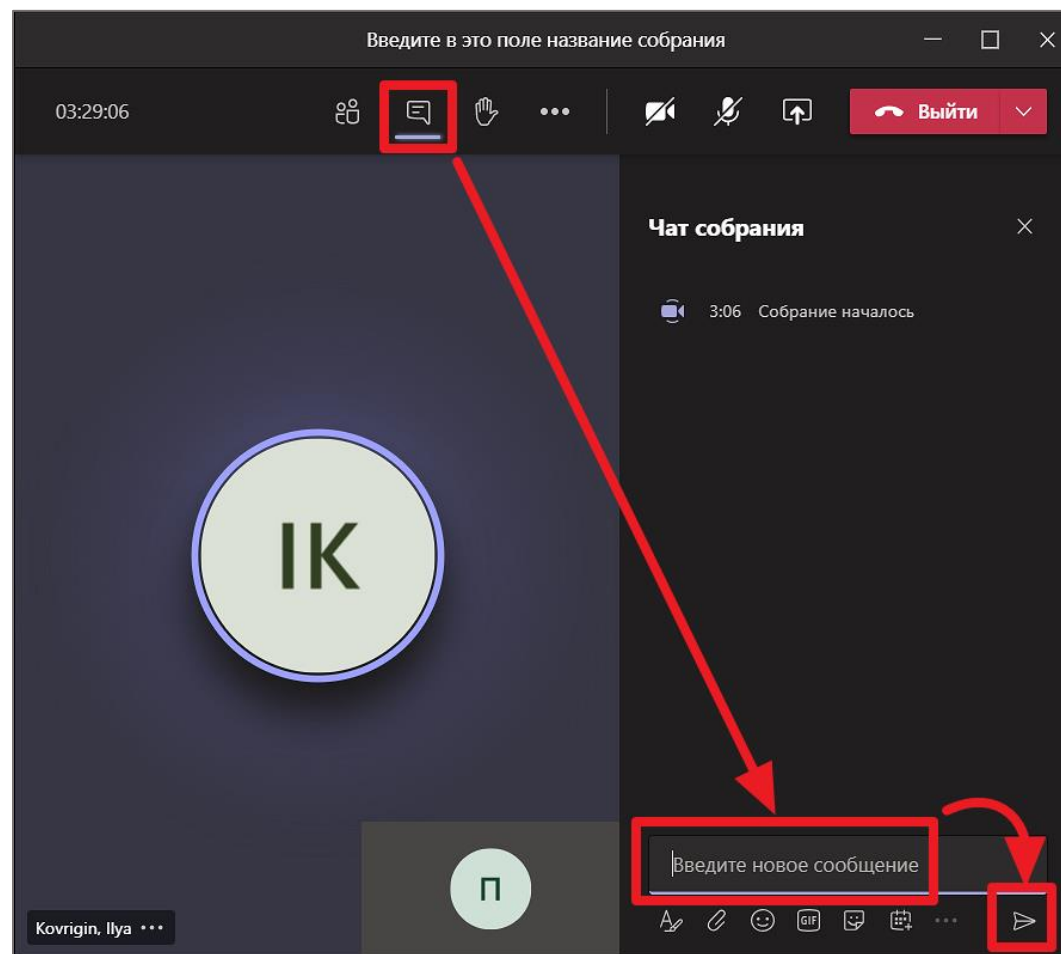 Введите в это поле название собрания
03:29:06
Выйти
Чат собрания
3:06 Собрание началось
IK
Введите новое сообщение
П
GIF
Kovrigin, Ilya